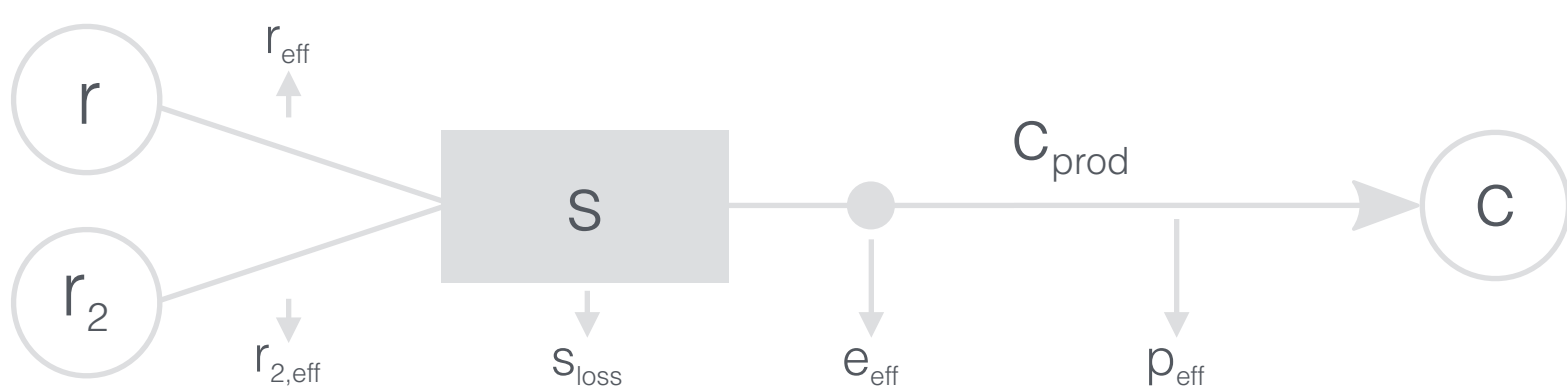 r
r_eff
r_2
r_2,eff
s
s_loss
c_prod
e_eff
p_eff
c